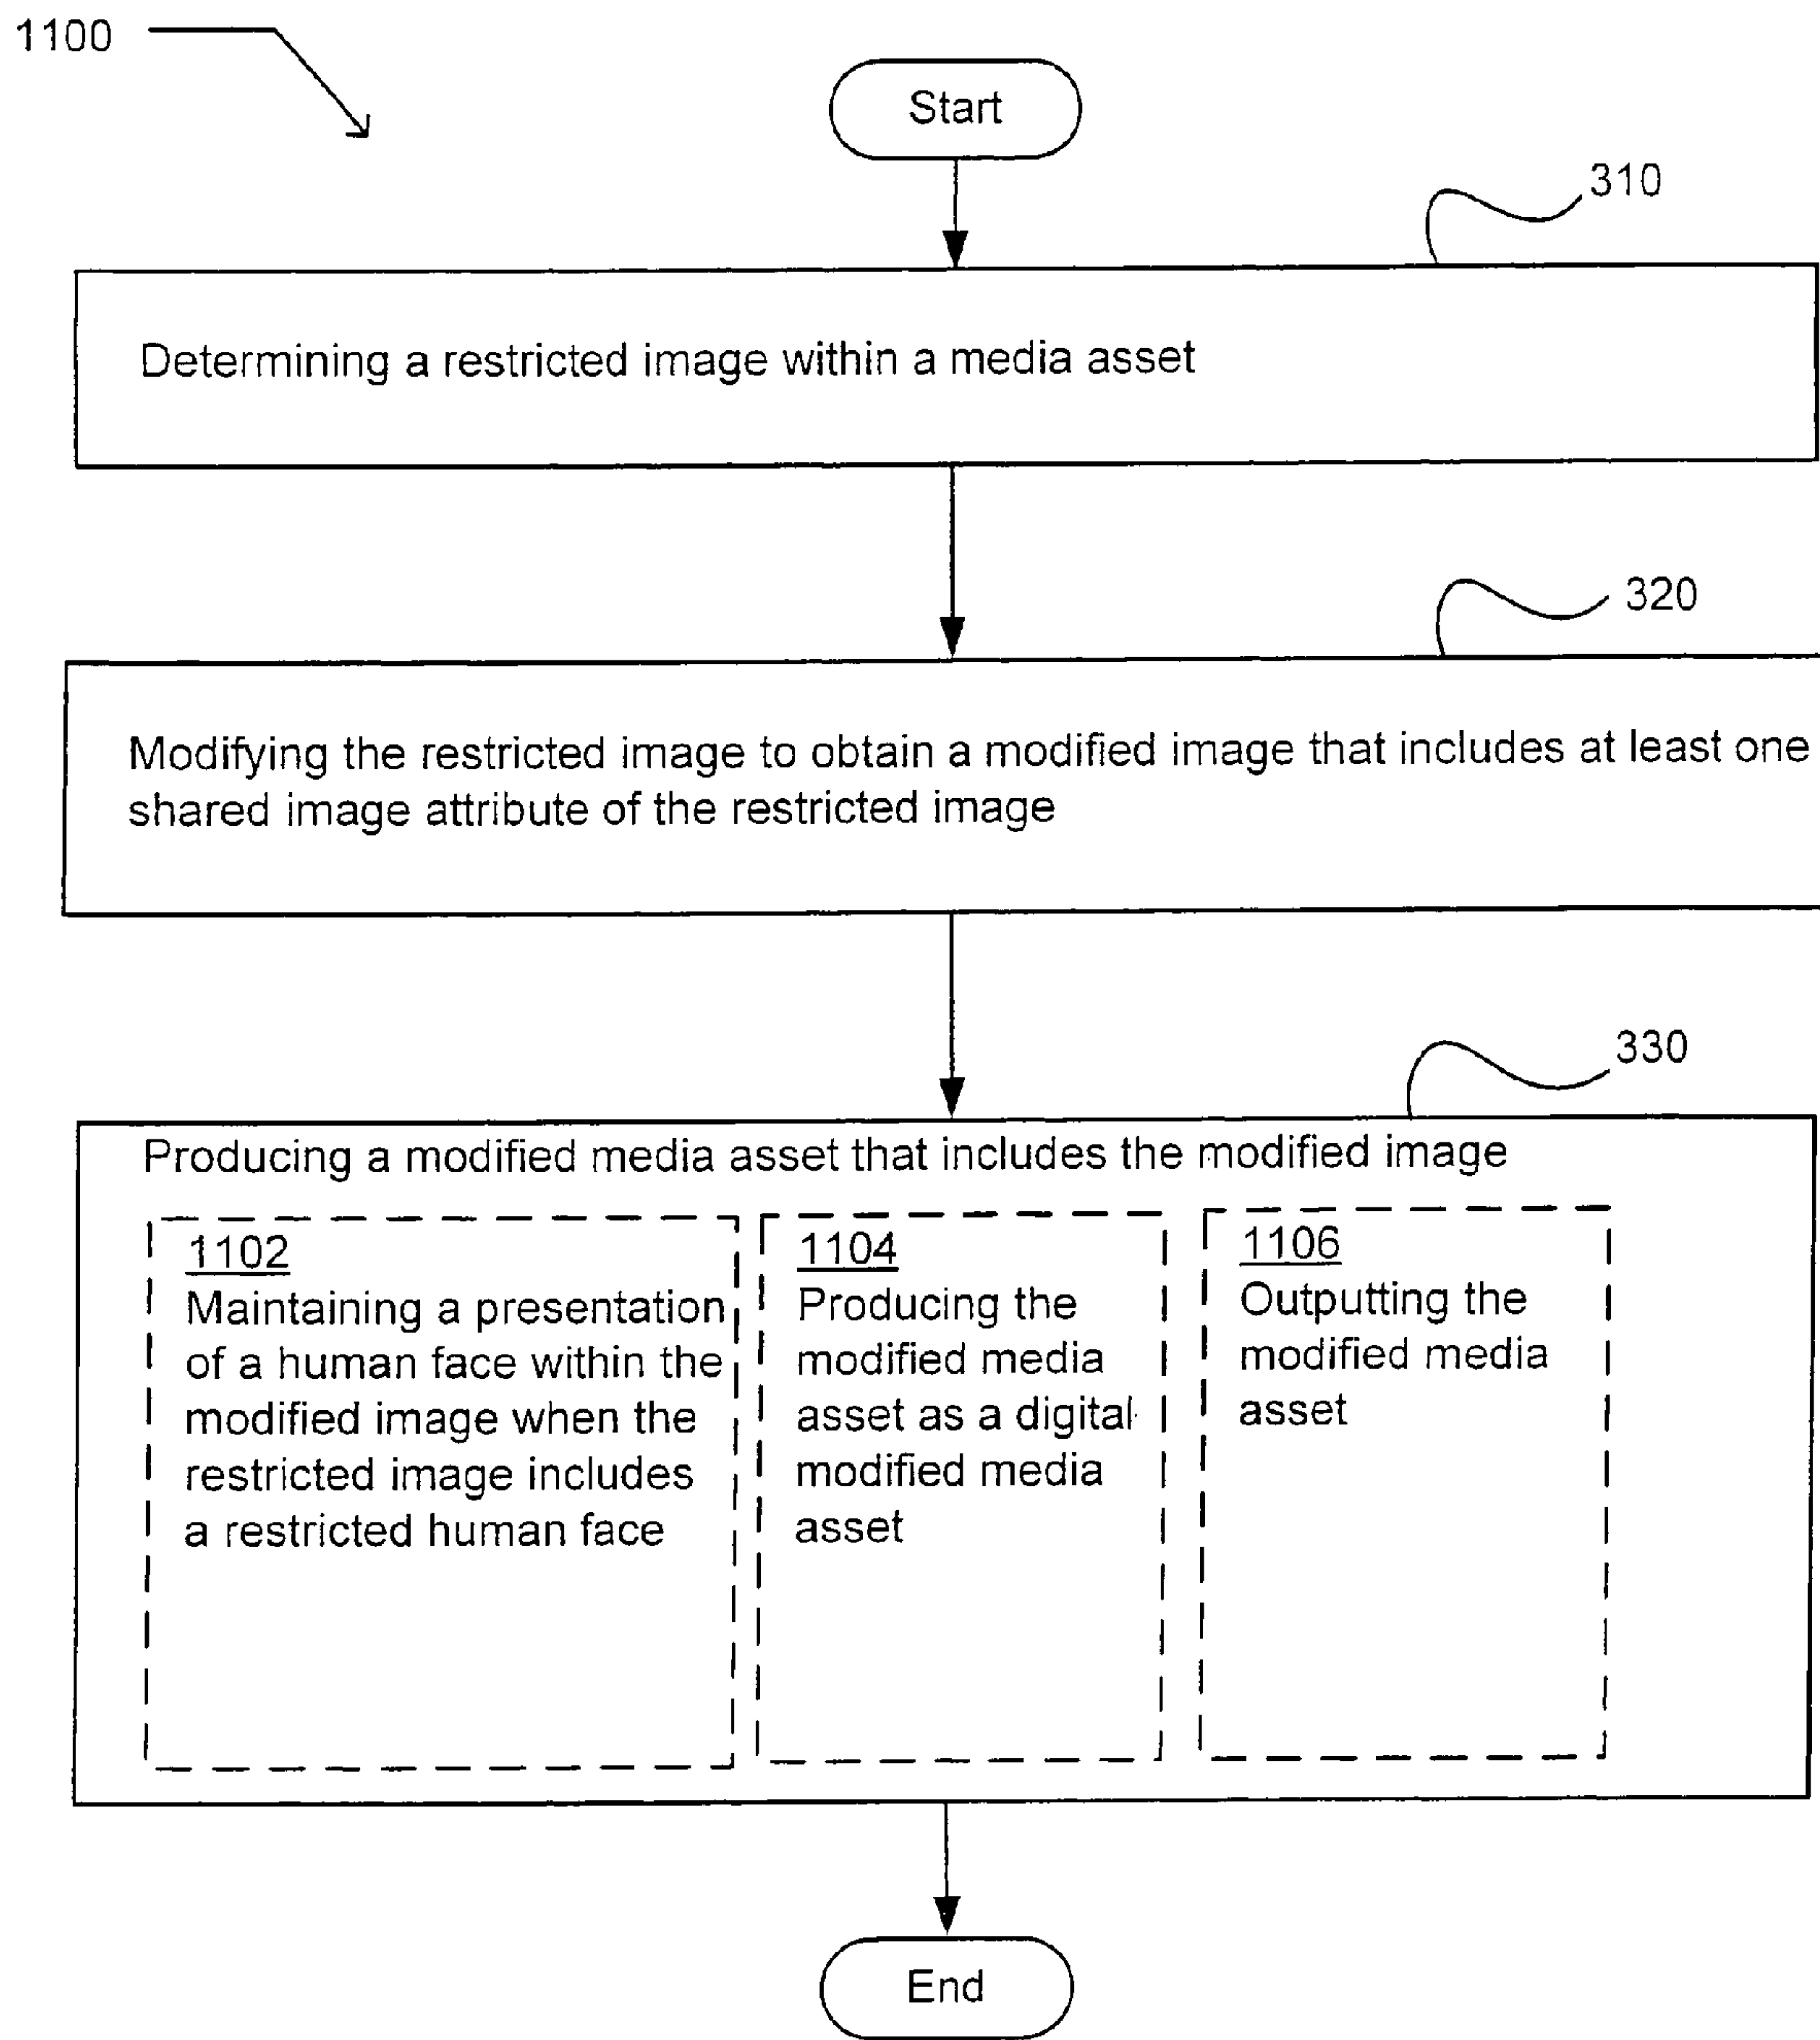 1100
Start
310
Determining a restricted image within a media asset
320
Modifying the restricted image to obtain a modified image that includes at least one
shared image attribute of the restricted image
330
Producing a modified media asset that includes the modified image
1102
Maintaining a presentation
of a human face within the
modified image when the
restricted image includes
a restricted human face
1104
Producing the
modified media
asset as a digital
modified media
asset
1106
Outputting the
modified media
asset
End